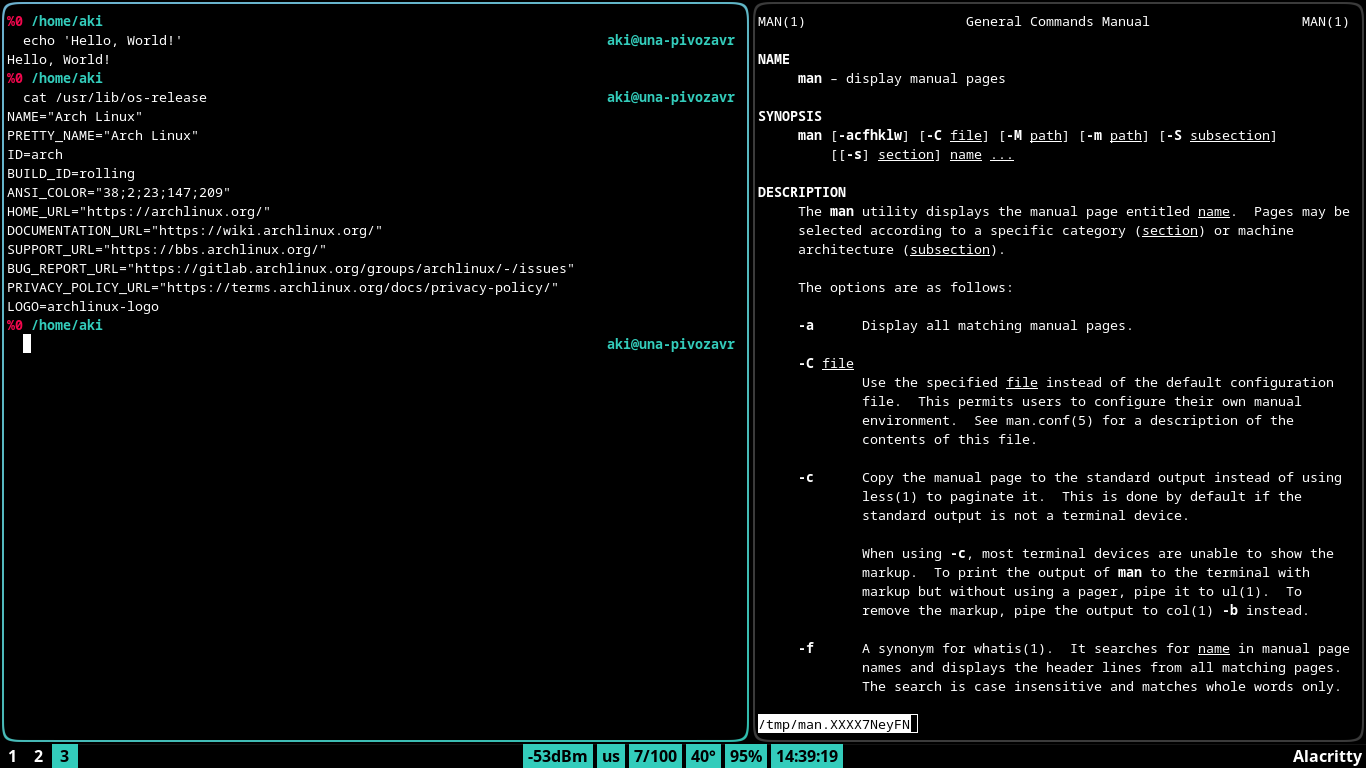 %0 /home/aki
echo 'Hello, World!' aki@una-pivozavr
Hello, World!
%0 /home/aki
cat /usr/lib/os-release aki@una-pivozavr
NAME="Arch Linux"
PRETTY_NAME="Arch Linux"
ID=arch
BUILD_ID=rolling
ANSI_COLOR="38;2;23;147;209"
HOME_URL="https://archlinux.org/"
DOCUMENTATION_URL="https://wiki.archlinux.org/"
SUPPORT_URL="https://bbs.archlinux.org/"
BUG_REPORT_URL="https://gitlab.archlinux.org/groups/archlinux/-/issues"
PRIVACY_POLICY_URL="https://terms.archlinux.org/docs/privacy-policy/"
LOGO=archlinux-logo
%0 /home/aki
aki@una-pivozavr
MAN(1) General Commands Manual MAN(1)
NAME
man – display manual pages
SYNOPSIS
man [-acfhklw] [-C file] [-M path] [-m path] [-S subsection]
[[-s] section] name ...
DESCRIPTION
The man utility displays the manual page entitled name.  Pages may be
selected according to a specific category (section) or machine
architecture (subsection).
The options are as follows:
-a Display all matching manual pages.
-C file
Use the specified file instead of the default configuration
file.  This permits users to configure their own manual
environment.  See man.conf(5) for a description of the
contents of this file.
-c Copy the manual page to the standard output instead of using
less(1) to paginate it.  This is done by default if the
standard output is not a terminal device.
When using -c, most terminal devices are unable to show the
markup.  To print the output of man to the terminal with
markup but without using a pager, pipe it to ul(1).  To
remove the markup, pipe the output to col(1) -b instead.
-f A synonym for whatis(1).  It searches for name in manual page
names and displays the header lines from all matching pages.
The search is case insensitive and matches whole words only.
/tmp/man.XXXX7NeyFN
1 2 3 -53dBm us 7/100 40° 95% 14:39:19 Alacritty